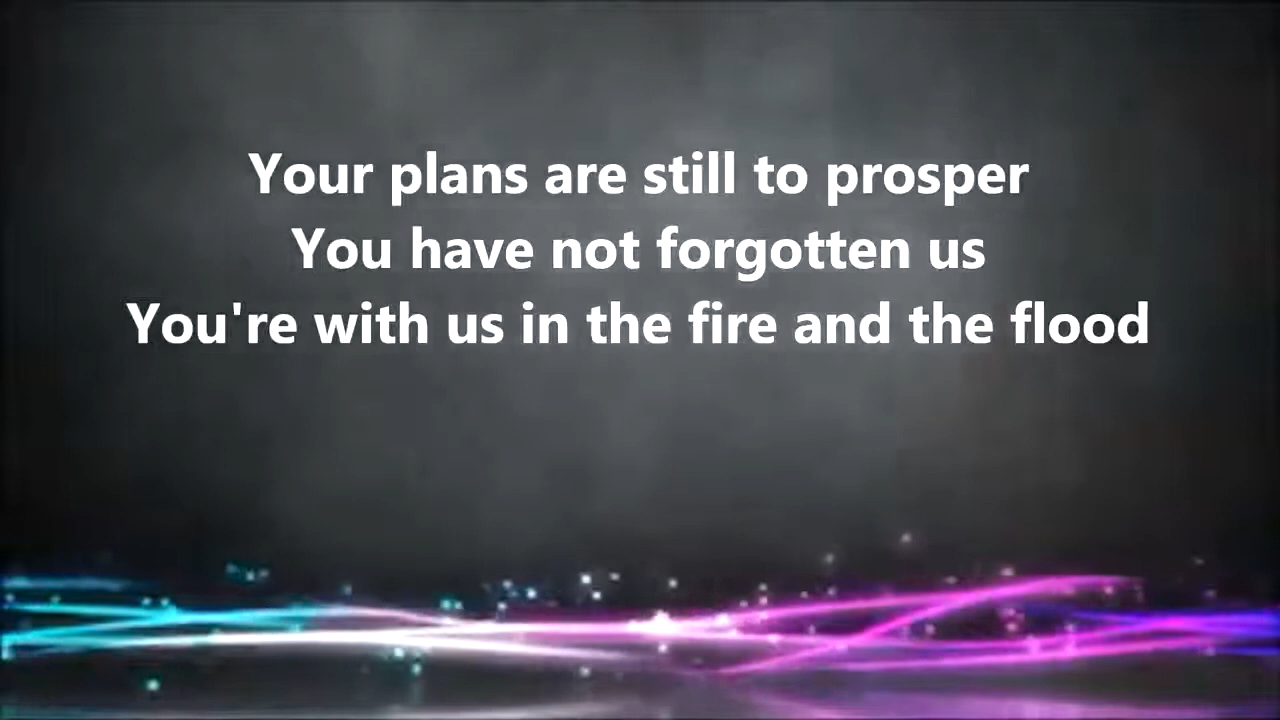 Your plans are still to prosper
You have not forgotten us
You're with us in the fire and the flood